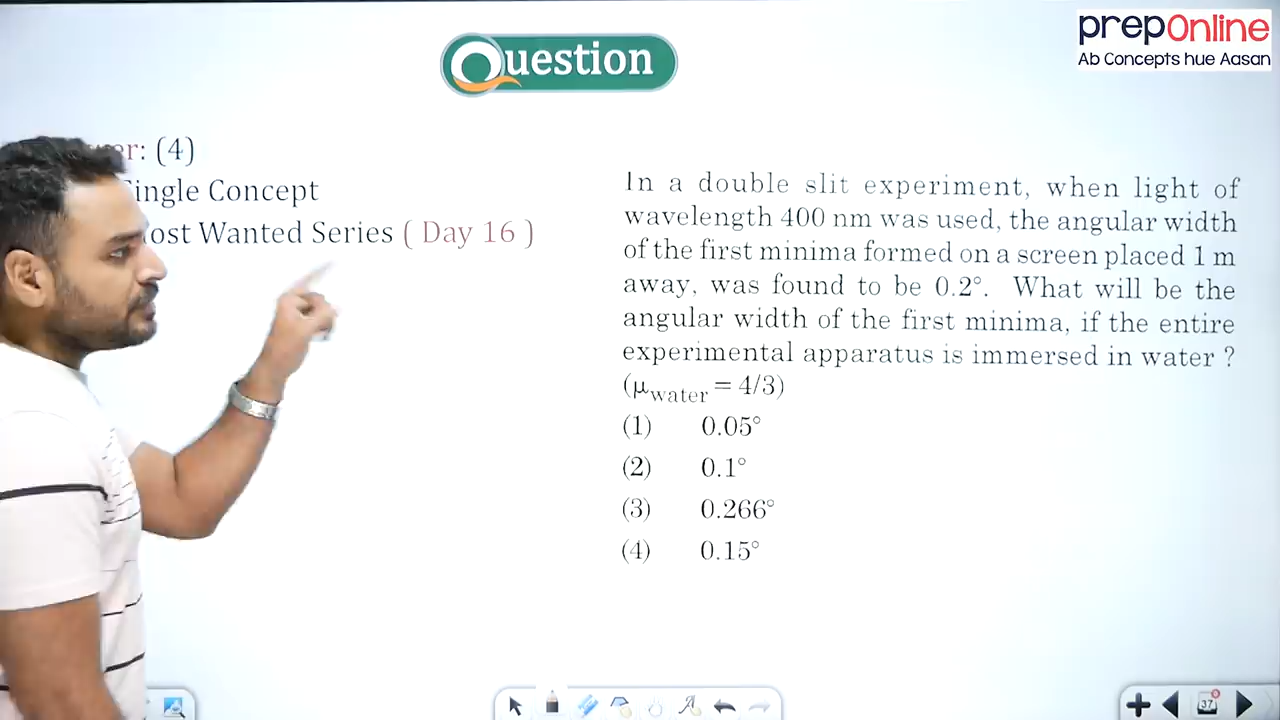 Question
prepOnline
Ab Concepts hue Aasan
(4)
Single Concept
Wanted Series ( Day 16 )
In a double slit experiment, when light of
wavelength 400 nm was used, the angular width
of the first minima formed on a screen placed 1 m
away, was found to be 0.2°. What will be the
angular width of the first minima, if the entire
experimental apparatus is immersed in water ?
(μwater = 4/3)
(1) 0.05°
(2) 0.1°
(3) 0.266°
(4) 0.15°
37